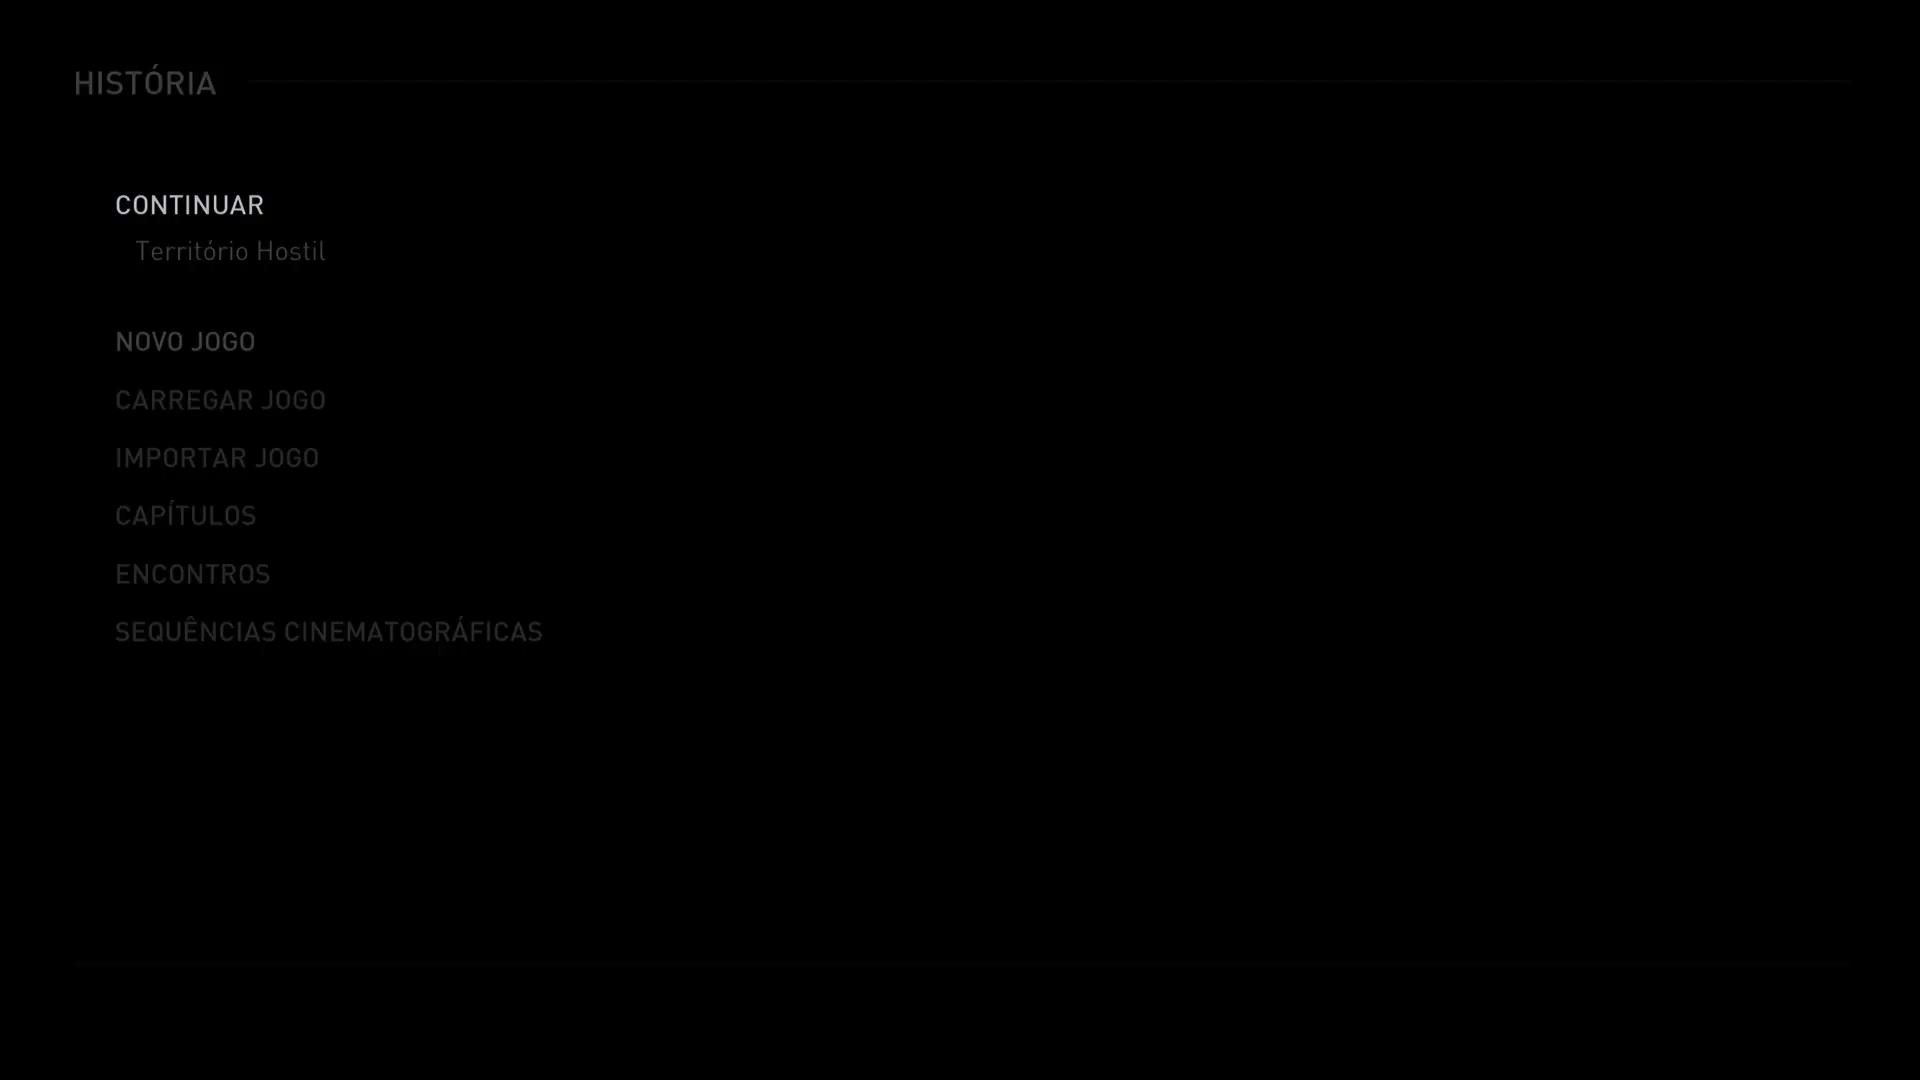 HISTÓRIA
CONTINUAR
Território Hostil
NOVO JOGO
CARREGAR JOGO
IMPORTAR JOGO
CAPÍTULOS
ENCONTROS
SEQUÊNCIAS CINEMATOGRÁFICAS